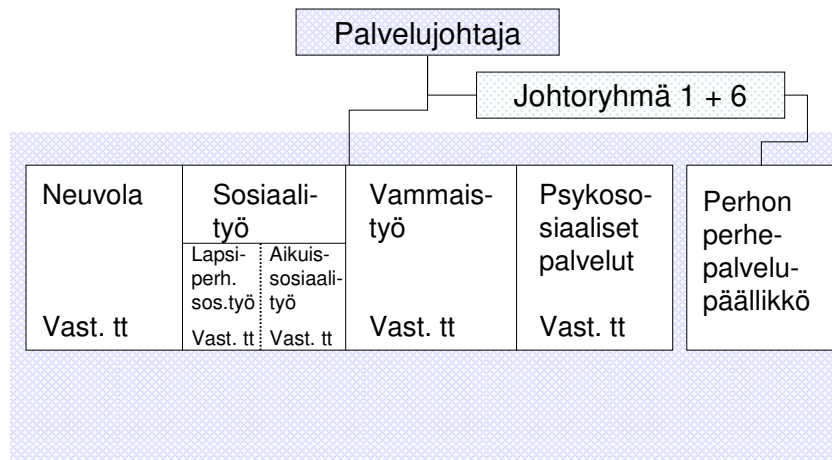 Palvelujohtaja
Johtoryhmä 1 + 6
Neuvola
Vast. tt
Sosiaali-
työ
Lapsi-
perh.
sos.työ
Vast. tt
Aikuis-
sosiaali-
työ
Vast. tt
Vammais-
työ
Vast. tt
Psykoso-
siaaliset
palvelut
Vast. tt
Perhon
perhe-
palvelu-
päällikkö